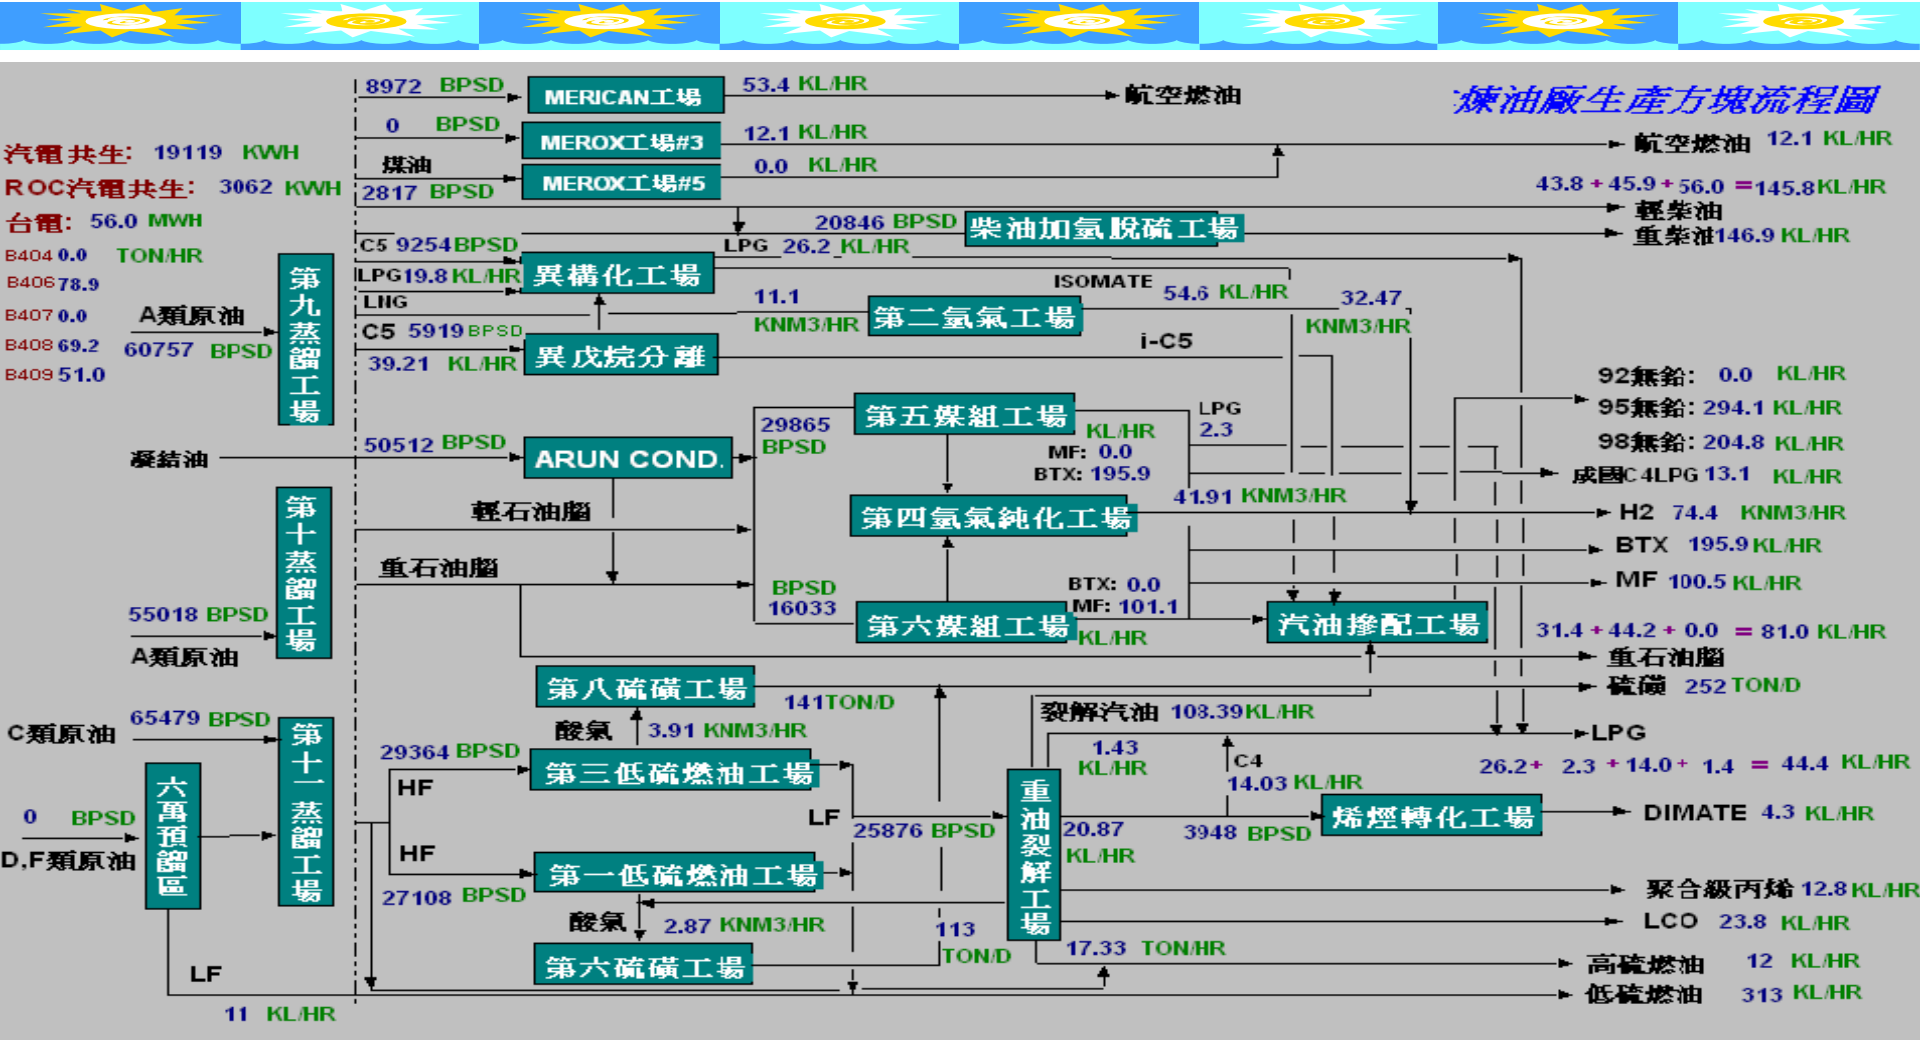 煉油廠生產方塊流程圖
8972 BPSD
MERICAN工場
53.4 KL/HR
航空燃油
0 BPSD
MEROX工場#3
12.1 KL/HR
航空燃油 12.1 KL/HR
煤油
2817 BPSD
MEROX工場#5
0.0 KL/HR
汽電共生: 19119 KWH
ROC汽電共生: 3062 KWH
台電: 56.0 MWH
B404 0.0 TON/HR
B406 78.9
B407 0.0
B408 69.2
B409 51.0
43.8 + 45.9 + 56.0 = 145.8 KL/HR
輕柴油
20846 BPSD
柴油加氫脫硫工場
重柴油 146.9 KL/HR
C5 9254 BPSD
LPG 26.2 KL/HR
LPG 19.8 KL/HR
異構化工場
ISOMATE 54.6 KL/HR
LNG
11.1 KNM3/HR
第二氫氣工場
32.47 KNM3/HR
C5 5919 BPSD
39.21 KL/HR
異戊烷分離
i-C5
A類原油
60757 BPSD
第九蒸餾工場
92無鉛: 0.0 KL/HR
95無鉛: 294.1 KL/HR
98無鉛: 204.8 KL/HR
凝結油
50512 BPSD
ARUN COND.
29865 BPSD
第五媒組工場
KL/HR
MF: 0.0
BTX: 195.9
LPG 2.3
成國C4LPG 13.1 KL/HR
輕石油腦
第四氫氣純化工場
41.91 KNM3/HR
H2 74.4 KNM3/HR
BTX 195.9 KL/HR
重石油腦
BPSD
16033
第六媒組工場
BTX: 0.0
MF: 101.1
KL/HR
MF 100.5 KL/HR
汽油摻配工場
第十蒸餾工場
55018 BPSD
A類原油
31.4 + 44.2 + 0.0 = 81.0 KL/HR
重石油腦
第八硫磺工場
141 TON/D
硫磺 252 TON/D
酸氣 3.91 KNM3/HR
裂解汽油 108.39 KL/HR
65479 BPSD
C類原油
第十一蒸餾工場
29364 BPSD
HF
第三低硫燃油工場
1.43 KL/HR
C4
14.03 KL/HR
LPG
26.2 + 2.3 + 14.0 + 1.4 = 44.4 KL/HR
0 BPSD
D,F類原油
六萬預餾區
LF
25876 BPSD
重油裂解工場
20.87 KL/HR
3948 BPSD
烯烴轉化工場
DIMATE 4.3 KL/HR
HF
27108 BPSD
第一低硫燃油工場
聚合級丙烯 12.8 KL/HR
酸氣 2.87 KNM3/HR
113 TON/D
LCO 23.8 KL/HR
第六硫磺工場
17.33 TON/HR
高硫燃油 12 KL/HR
LF
11 KL/HR
低硫燃油 313 KL/HR